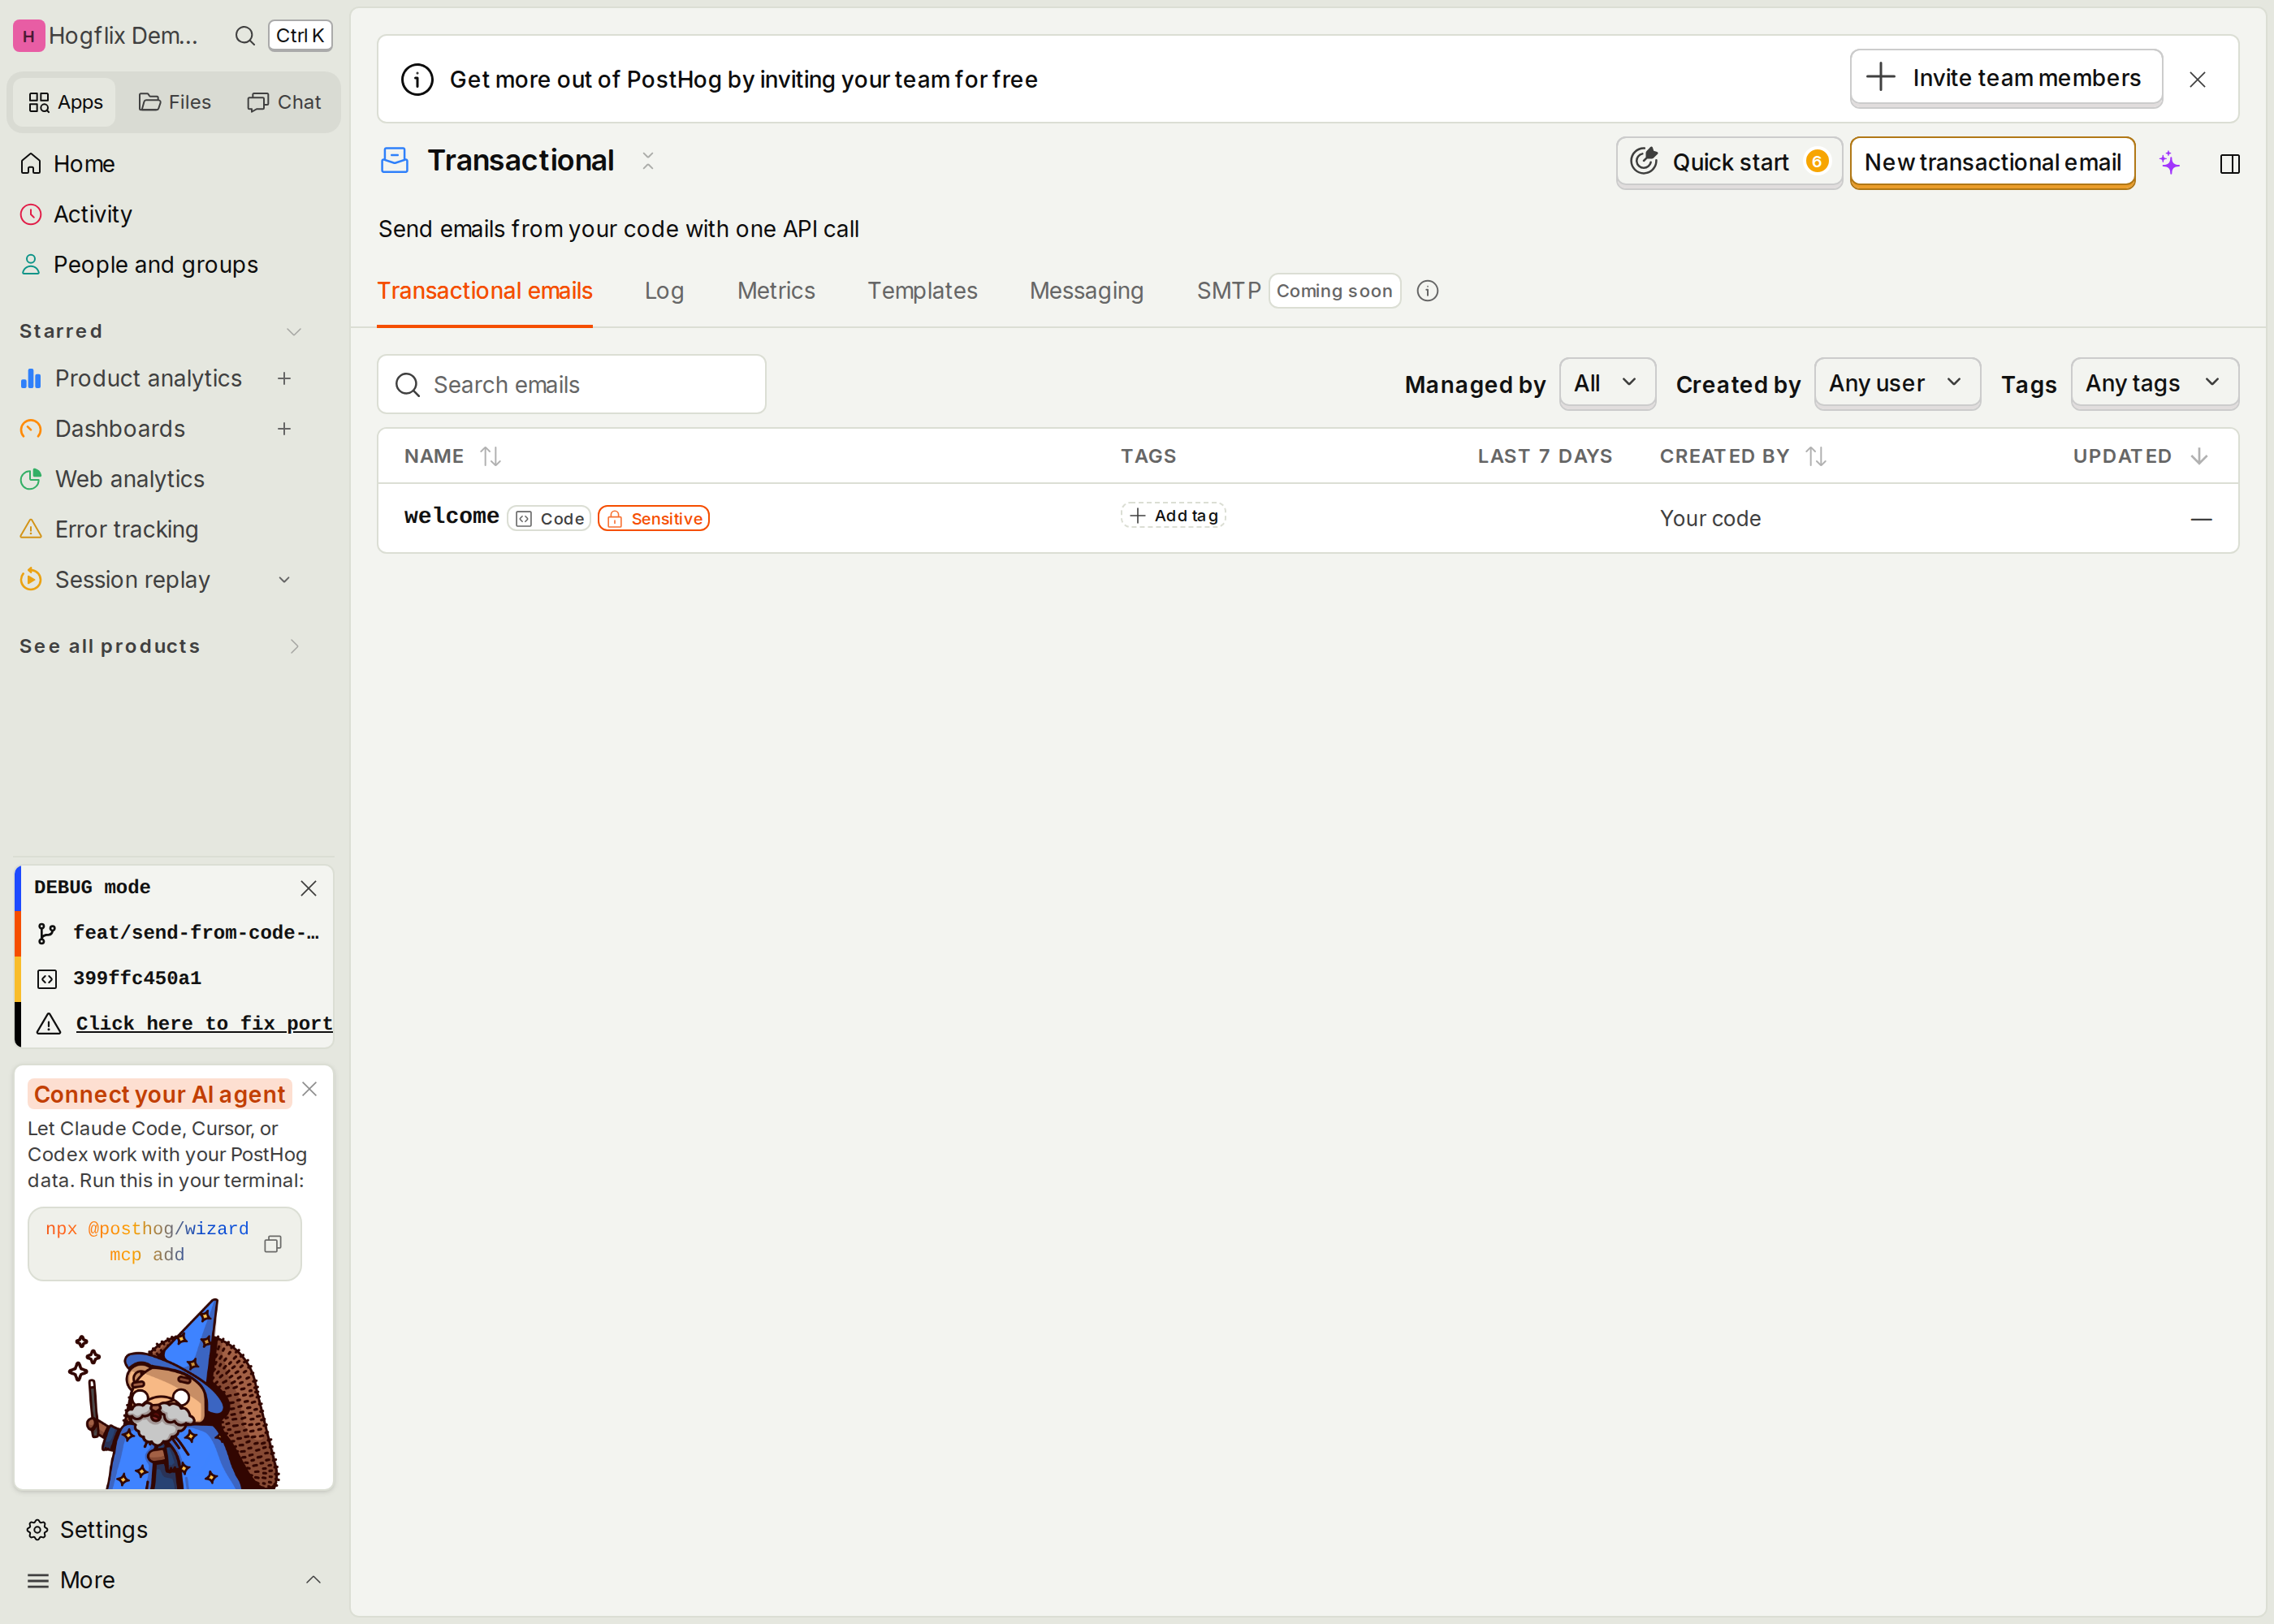 H Hogflix Dem... Ctrl K
Apps Files Chat
Home
Activity
People and groups
Starred
Product analytics
Dashboards
Web analytics
Error tracking
Session replay
See all products
DEBUG mode
feat/send-from-code-…
399ffc450a1
Click here to fix port
Connect your AI agent
Let Claude Code, Cursor, or
Codex work with your PostHog
data. Run this in your terminal:
npx @posthog/wizard
mcp add
Settings
More
Get more out of PostHog by inviting your team for free
Invite team members
Transactional
Quick start 6
New transactional email
Send emails from your code with one API call
Transactional emails Log Metrics Templates Messaging SMTP Coming soon
Search emails
Managed by All Created by Any user Tags Any tags
NAME TAGS LAST 7 DAYS CREATED BY UPDATED
welcome Code Sensitive Add tag Your code —